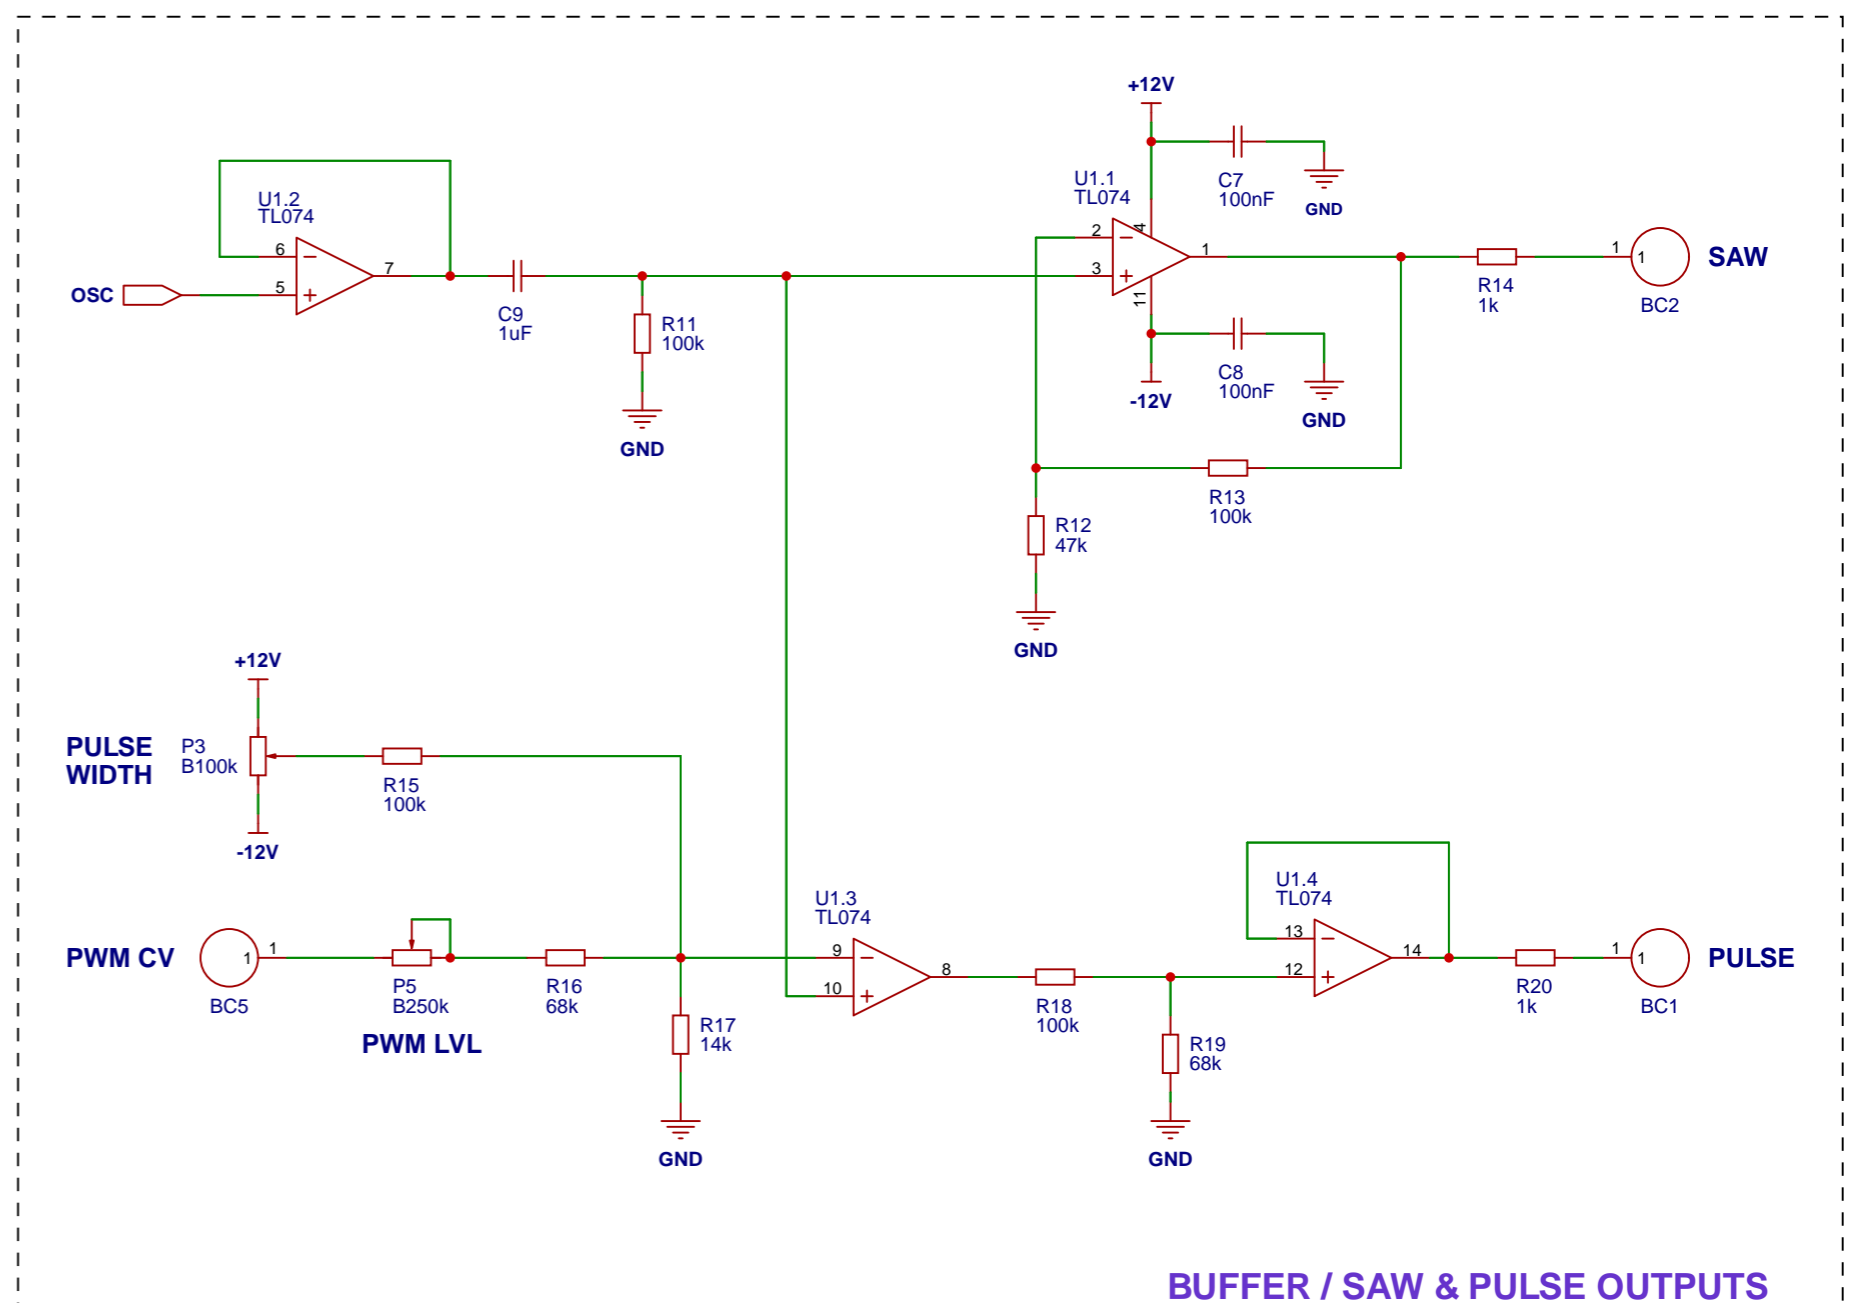 +12V
C7
100nF
GND
U1.1
TL074
2
3
4
11
1
R14
1k
1
1
SAW
BC2
C8
100nF
GND
-12V
U1.2
TL074
6
5
7
OSC
C9
1uF
R11
100k
GND
R13
100k
R12
47k
GND
+12V
PULSE
WIDTH
P3
B100k
R15
100k
-12V
PWM CV
1
1
BC5
P5
B250k
PWM LVL
R16
68k
R17
14k
GND
U1.3
TL074
9
10
8
R18
100k
R19
68k
GND
U1.4
TL074
13
12
14
R20
1k
1
1
PULSE
BC1
BUFFER / SAW & PULSE OUTPUTS